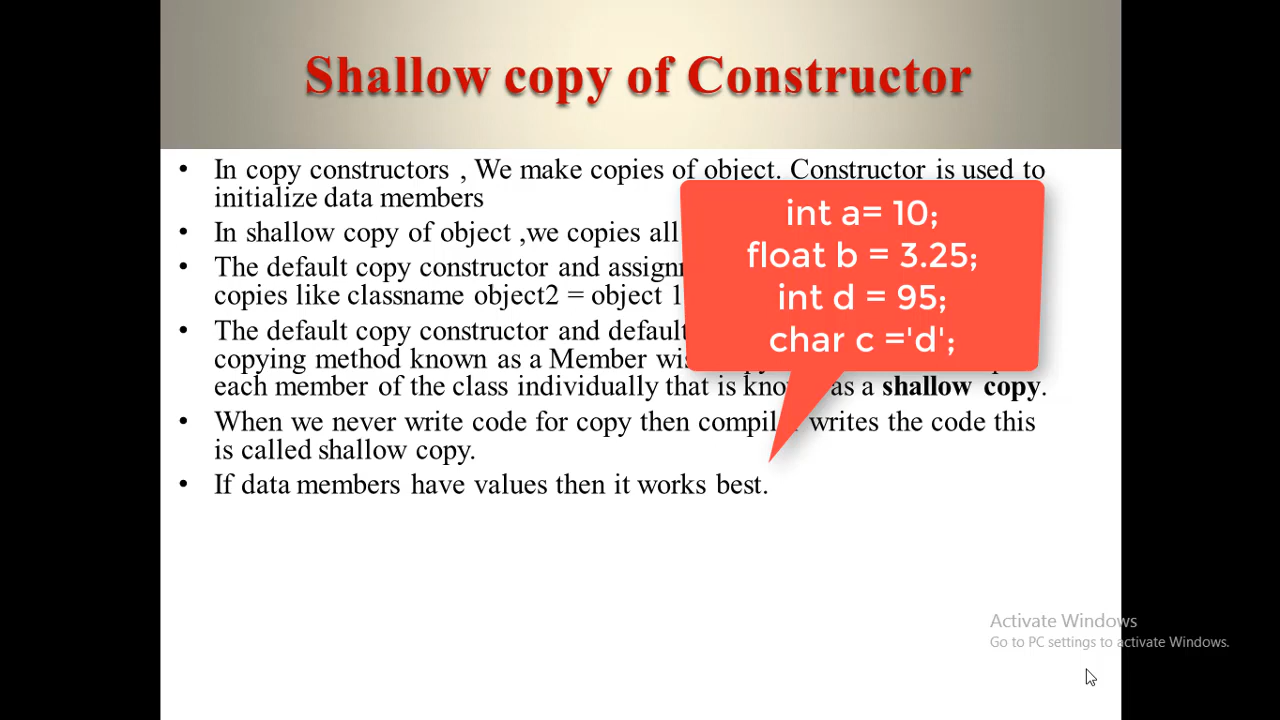 Shallow copy of Constructor
• In copy constructors , We make copies of object. Constructor is used to
initialize data members
• In shallow copy of object ,we copies all
• The default copy constructor and
copies like classname object2 = object 1
• The default copy constructor and default
copying method known as a Member
each member of the class individually that is as a shallow copy.
• When we never write code for copy then writes the code this
is called shallow copy.
• If data members have values then it works best.
int a= 10;
float b = 3.25;
int d = 95;
char c ='d';
Activate Windows
Go to PC settings to activate Windows.